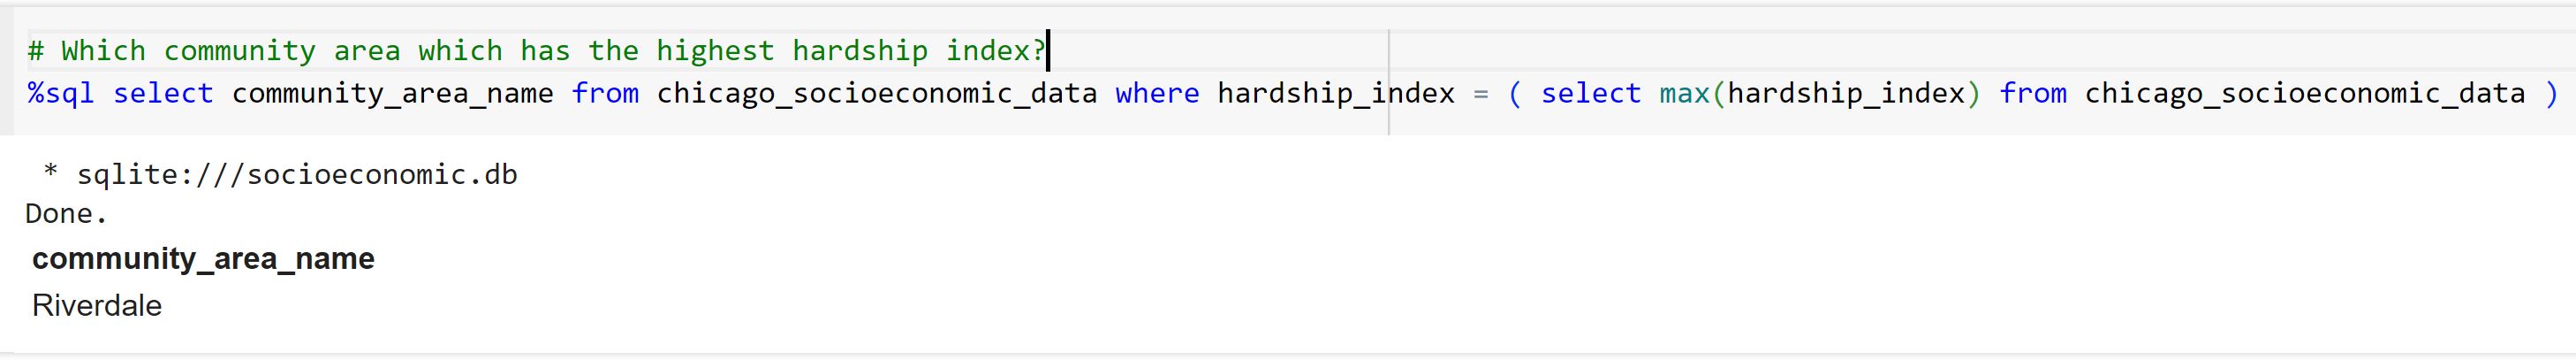 # Which community area which has the highest hardship index?
%sql select community_area_name from chicago_socioeconomic_data where hardship_index = ( select max(hardship_index) from chicago_socioeconomic_data )
* sqlite:///socioeconomic.db
Done.
community_area_name
Riverdale